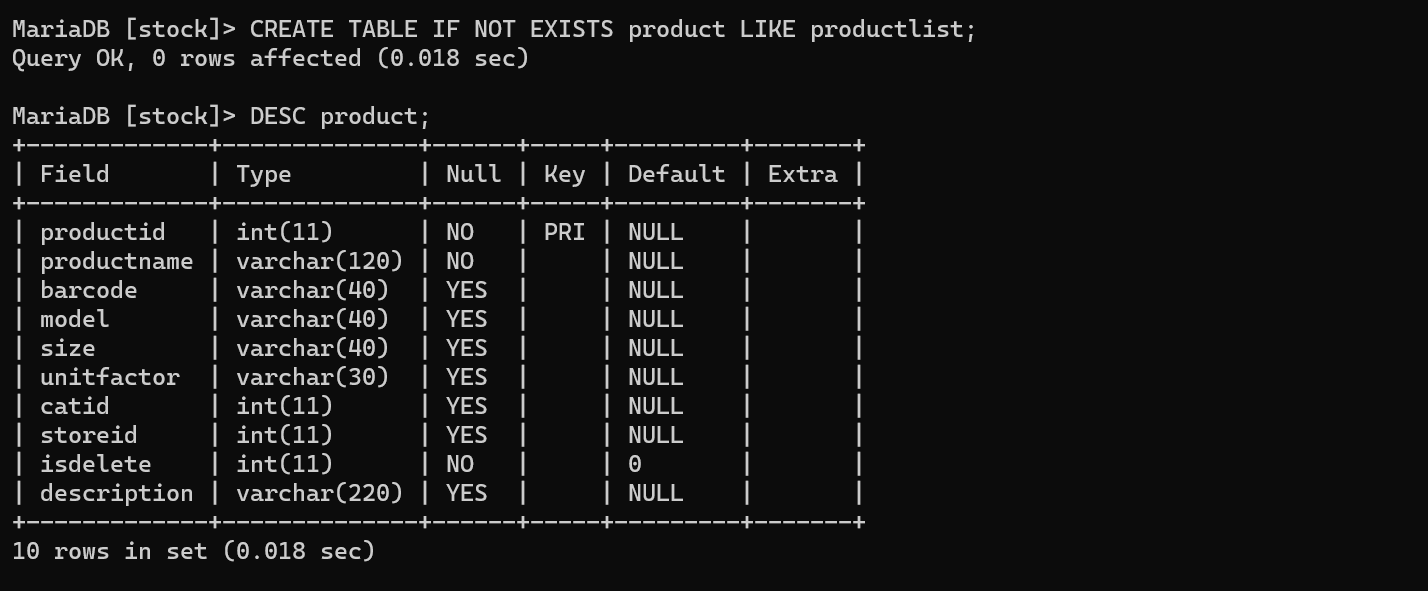 MariaDB [stock]> CREATE TABLE IF NOT EXISTS product LIKE productlist;
Query OK, 0 rows affected (0.018 sec)

MariaDB [stock]> DESC product;
+-------------+--------------+------+-----+---------+-------+
| Field       | Type         | Null | Key | Default | Extra |
+-------------+--------------+------+-----+---------+-------+
| productid   | int(11)      | NO   | PRI | NULL    |       |
| productname | varchar(120) | NO   |     | NULL    |       |
| barcode     | varchar(40)  | YES  |     | NULL    |       |
| model       | varchar(40)  | YES  |     | NULL    |       |
| size        | varchar(40)  | YES  |     | NULL    |       |
| unitfactor  | varchar(30)  | YES  |     | NULL    |       |
| catid       | int(11)      | YES  |     | NULL    |       |
| storeid     | int(11)      | YES  |     | NULL    |       |
| isdelete    | int(11)      | NO   |     | 0       |       |
| description | varchar(220) | YES  |     | NULL    |       |
+-------------+--------------+------+-----+---------+-------+
10 rows in set (0.018 sec)